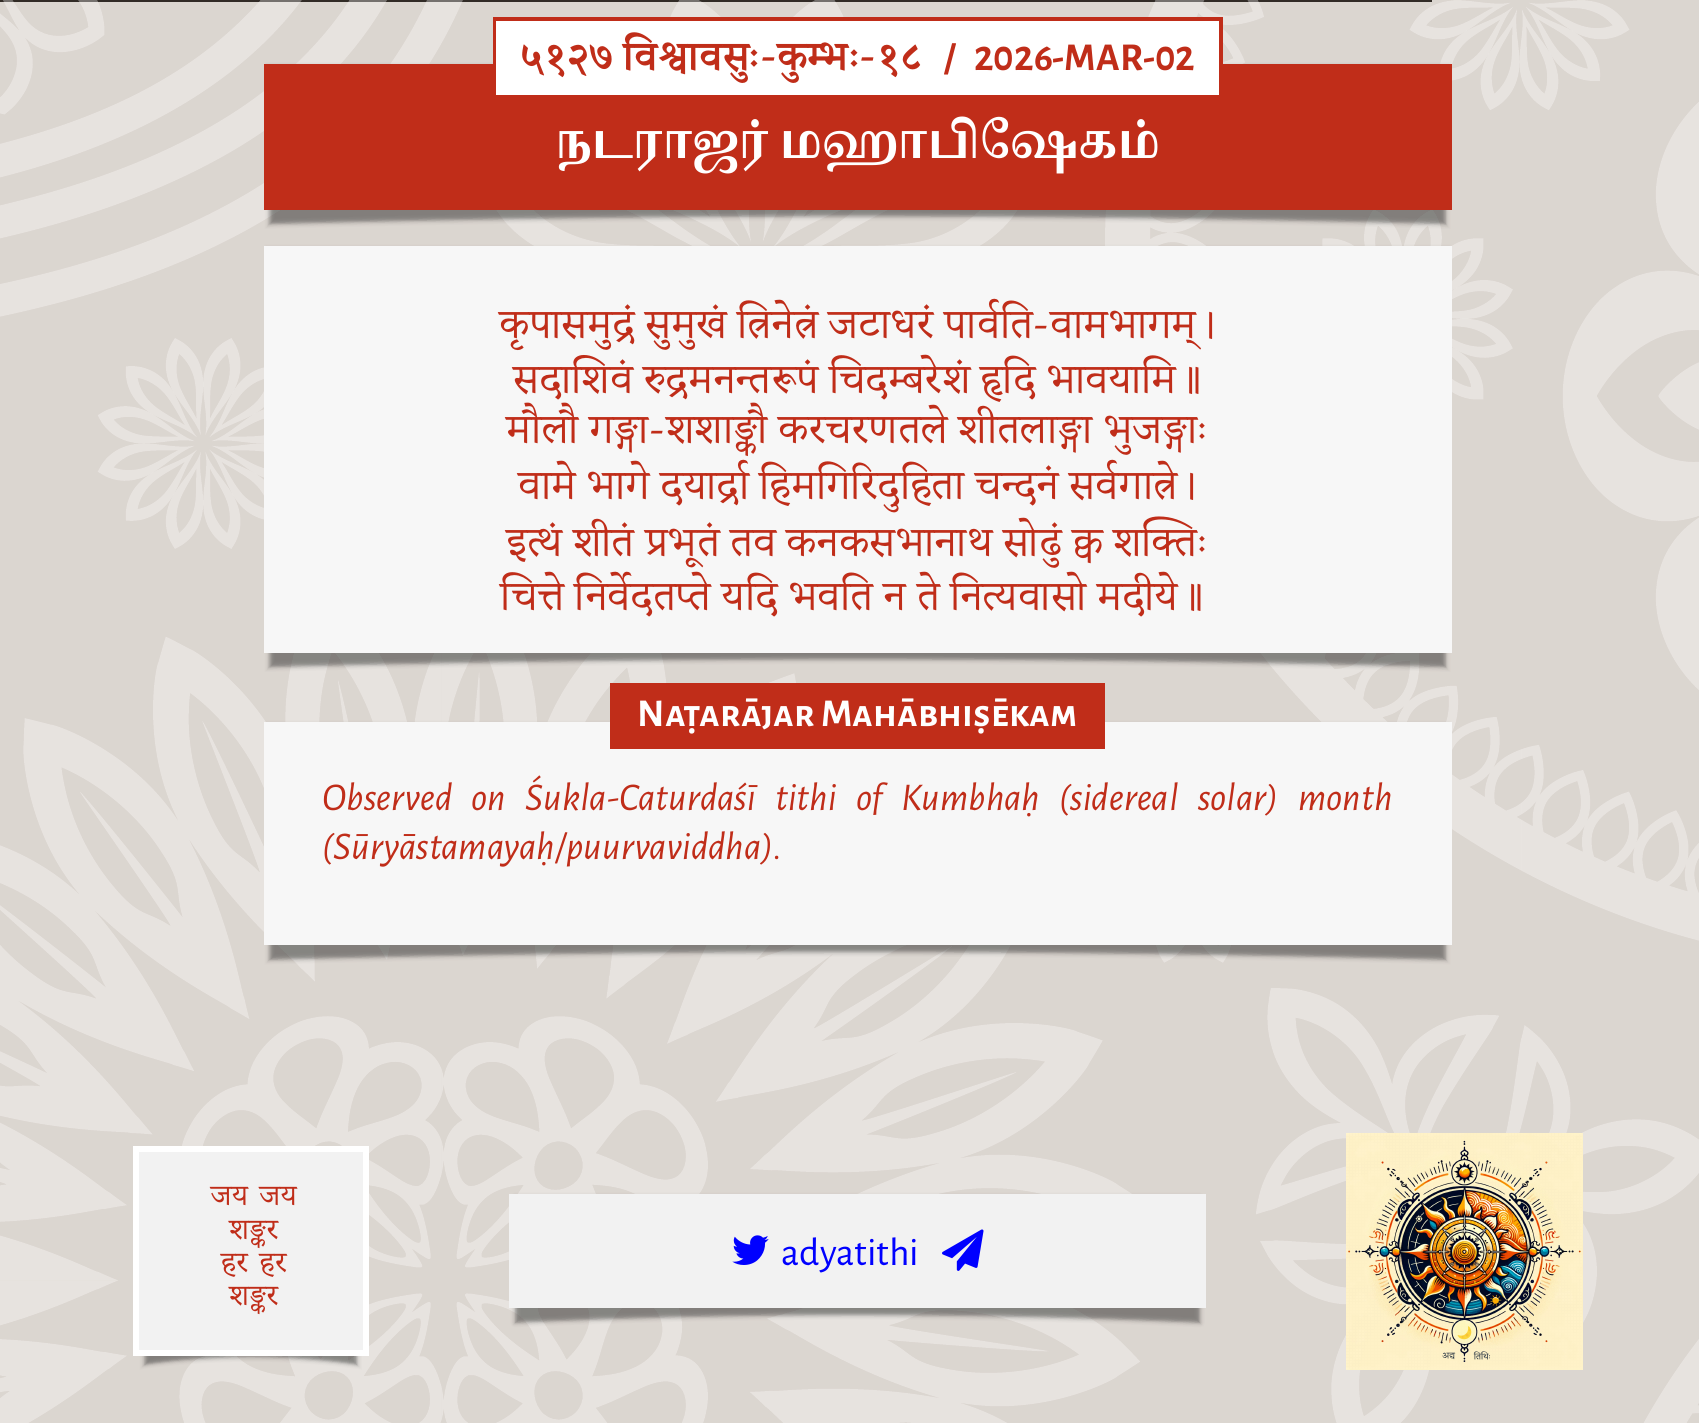 ५१२७ विश्वावसुः-कुम्भः-१८ / 2026-MAR-02
நடராஜர் மஹாபிஷேகம்
कृपासमुद्रं सुमुखं त्रिनेत्रं जटाधरं पार्वति-वामभागम्।
सदाशिवं रुद्रमनन्तरूपं चिदम्बरेशं हृदि भावयामि॥
मौलौ गङ्गा-शशाङ्कौ करचरणतले शीतलाङ्गा भुजङ्गाः
वामे भागे दयार्द्रा हिमगिरिदुहिता चन्दनं सर्वगात्रे।
इत्थं शीतं प्रभूतं तव कनकसभानाथ सोढुं क्व शक्तिः
चित्ते निर्वेदतप्ते यदि भवति न ते नित्यवासो मदीये॥
Naṭarājar Mahābhiṣēkam
Observed on Śukla-Caturdaśī tithi of Kumbhaḥ (sidereal solar) month
(Sūryāstamayaḥ/puurvaviddha).
जय जय
शङ्कर
हर हर
शङ्कर
adyatithi
अद्य तिथिः